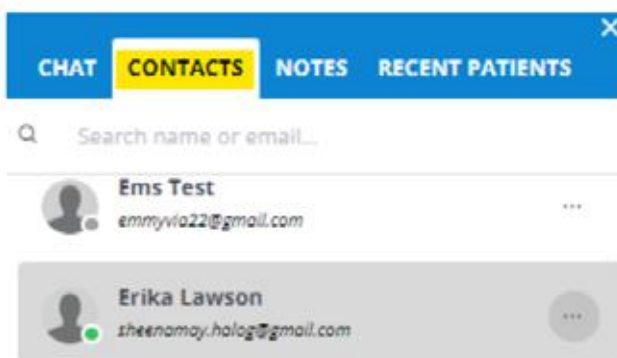 CHAT CONTACTS NOTES RECENT PATIENTS
Search name or email...
Ems Test
emmyvia22@gmail.com
Erika Lawson
sheenamay.halog@gmail.com